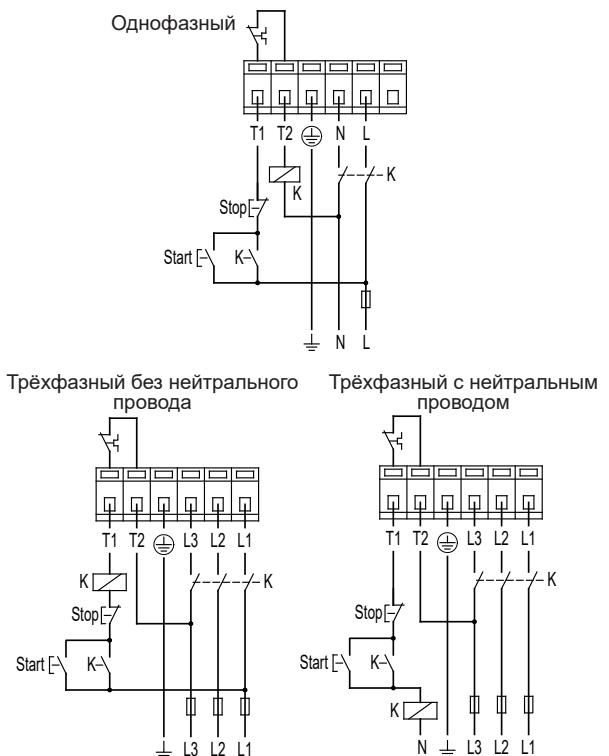 Однофазный
T1 T2 N L
K
K
Stop
Start K
N L
Трёхфазный без нейтрального
провода
T1 T2 L3 L2 L1
K K
Stop
Start K
L3 L2 L1
Трёхфазный с нейтральным
проводом
T1 T2 L3 L2 L1
K
Stop
Start K
K
N L3 L2 L1